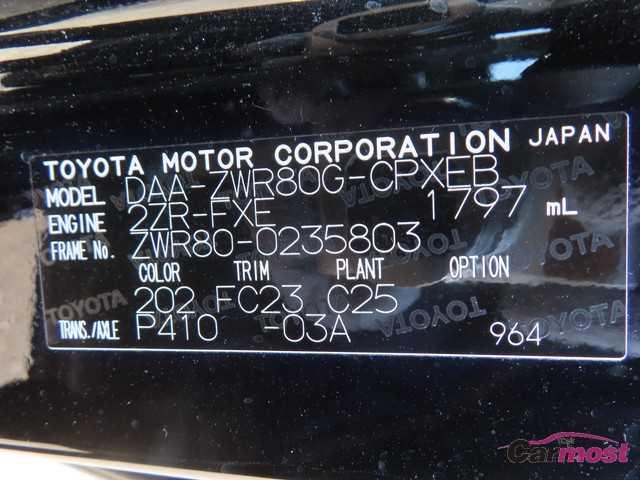 TOYOTA MOTOR CORPORATION JAPAN
MODEL DAA-ZWR80G-CPXEB
ENGINE 2ZR-FXE 1797 mL
FRAME No. ZWR80-0235803
COLOR TRIM PLANT OPTION
202 FC23 C25
TRANS./AXLE P410 -03A 964
Carmost